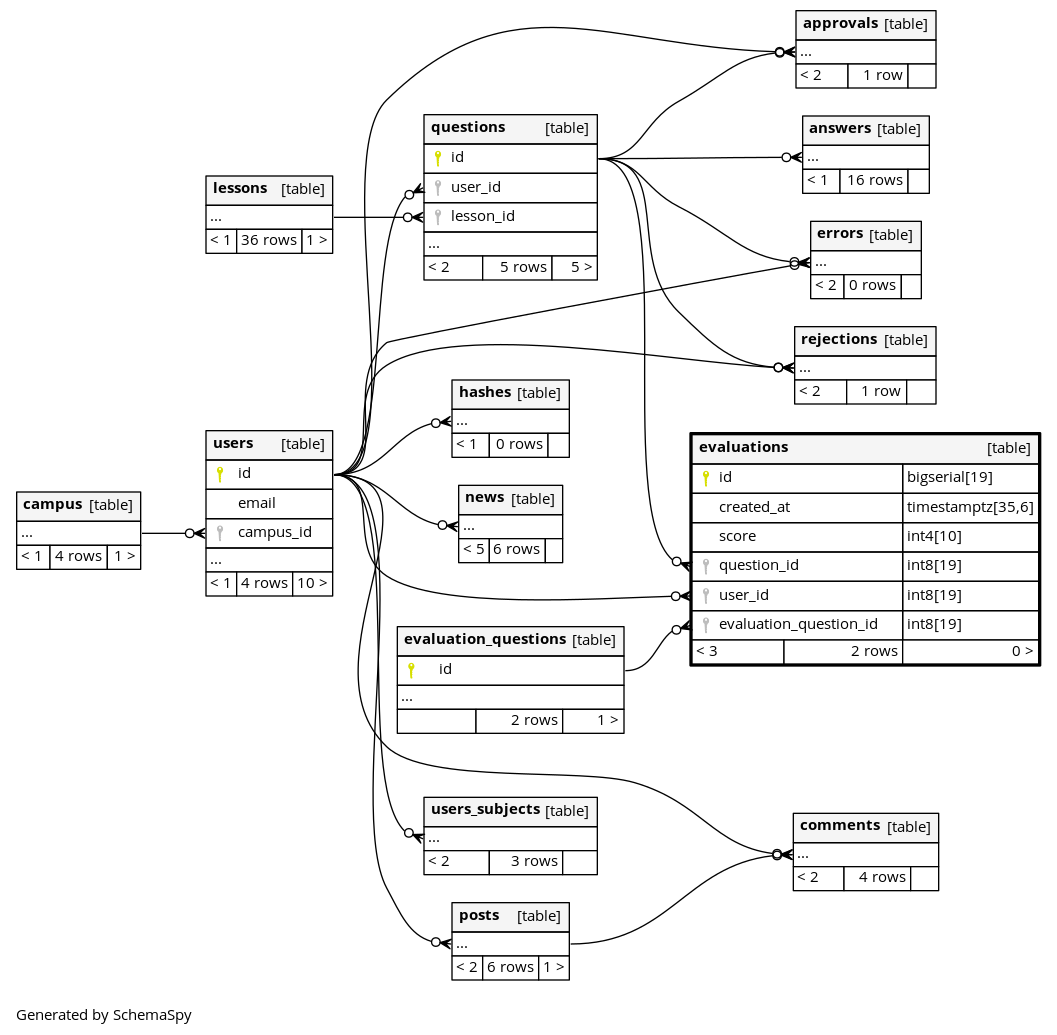 approvals [table]
...
< 2 1 row
questions [table]
id
user_id
lesson_id
...
< 2 5 rows 5 >
answers [table]
...
< 1 16 rows
lessons [table]
...
< 1 36 rows 1 >
errors [table]
...
< 2 0 rows
rejections [table]
...
< 2 1 row
hashes [table]
...
< 1 0 rows
users [table]
id
email
campus_id
...
< 1 4 rows 10 >
evaluations [table]
id bigserial[19]
created_at timestamptz[35,6]
score int4[10]
question_id int8[19]
user_id int8[19]
evaluation_question_id int8[19]
< 3 2 rows 0 >
campus [table]
...
< 1 4 rows 1 >
news [table]
...
< 5 6 rows
evaluation_questions [table]
id
...
2 rows 1 >
users_subjects [table]
...
< 2 3 rows
comments [table]
...
< 2 4 rows
posts [table]
...
< 2 6 rows 1 >
Generated by SchemaSpy